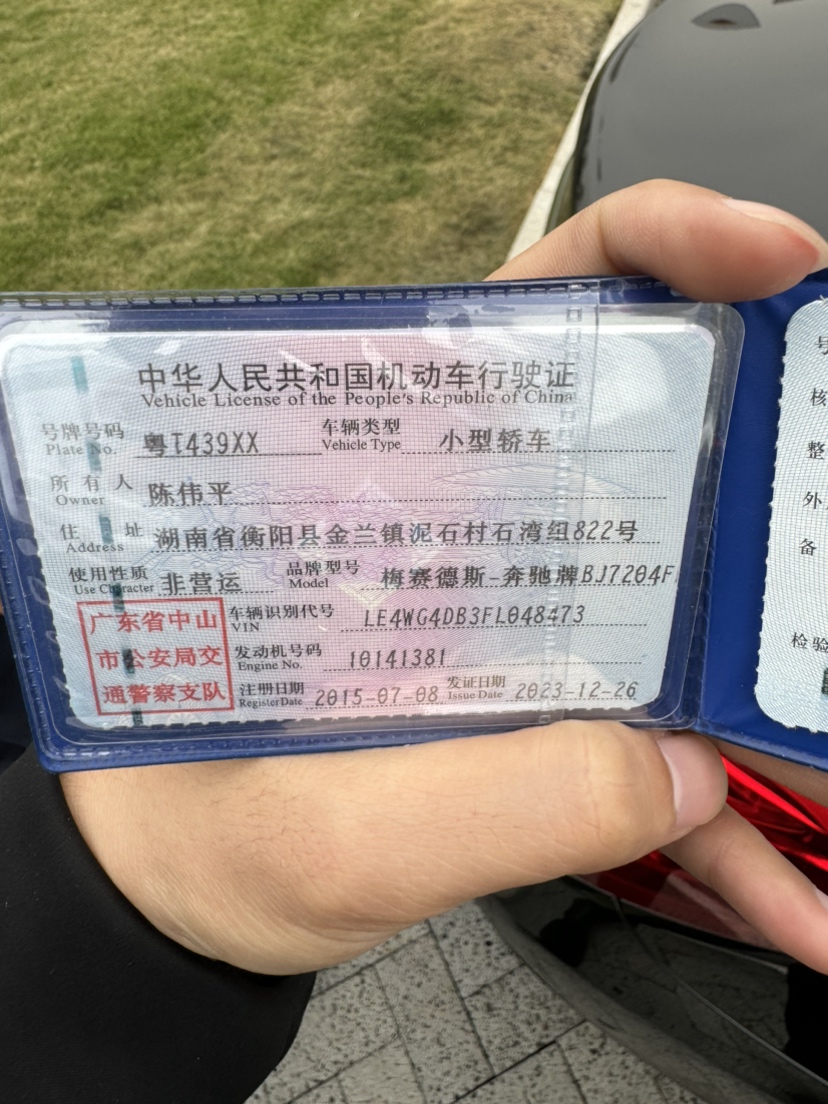 中华人民共和国机动车行驶证
Vehicle License of the People's Republic of China
号牌号码 粤T439XX 车辆类型 小型轿车
Plate No. Vehicle Type
所有人 陈伟平
Owner
住址 湖南省衡阳县金兰镇泥石村石湾组822号
Address
使用性质 非营运 品牌型号 梅赛德斯-奔驰牌BJ7204F
Use Character Model
广东省中山
市公安局交
通警察支队
车辆识别代号 LE4WG4DB3FL048473
VIN
发动机号码 10141381
Engine No.
注册日期 2015-07-08 发证日期 2023-12-26
Register Date Issue Date
号
核
整
外
备
检验